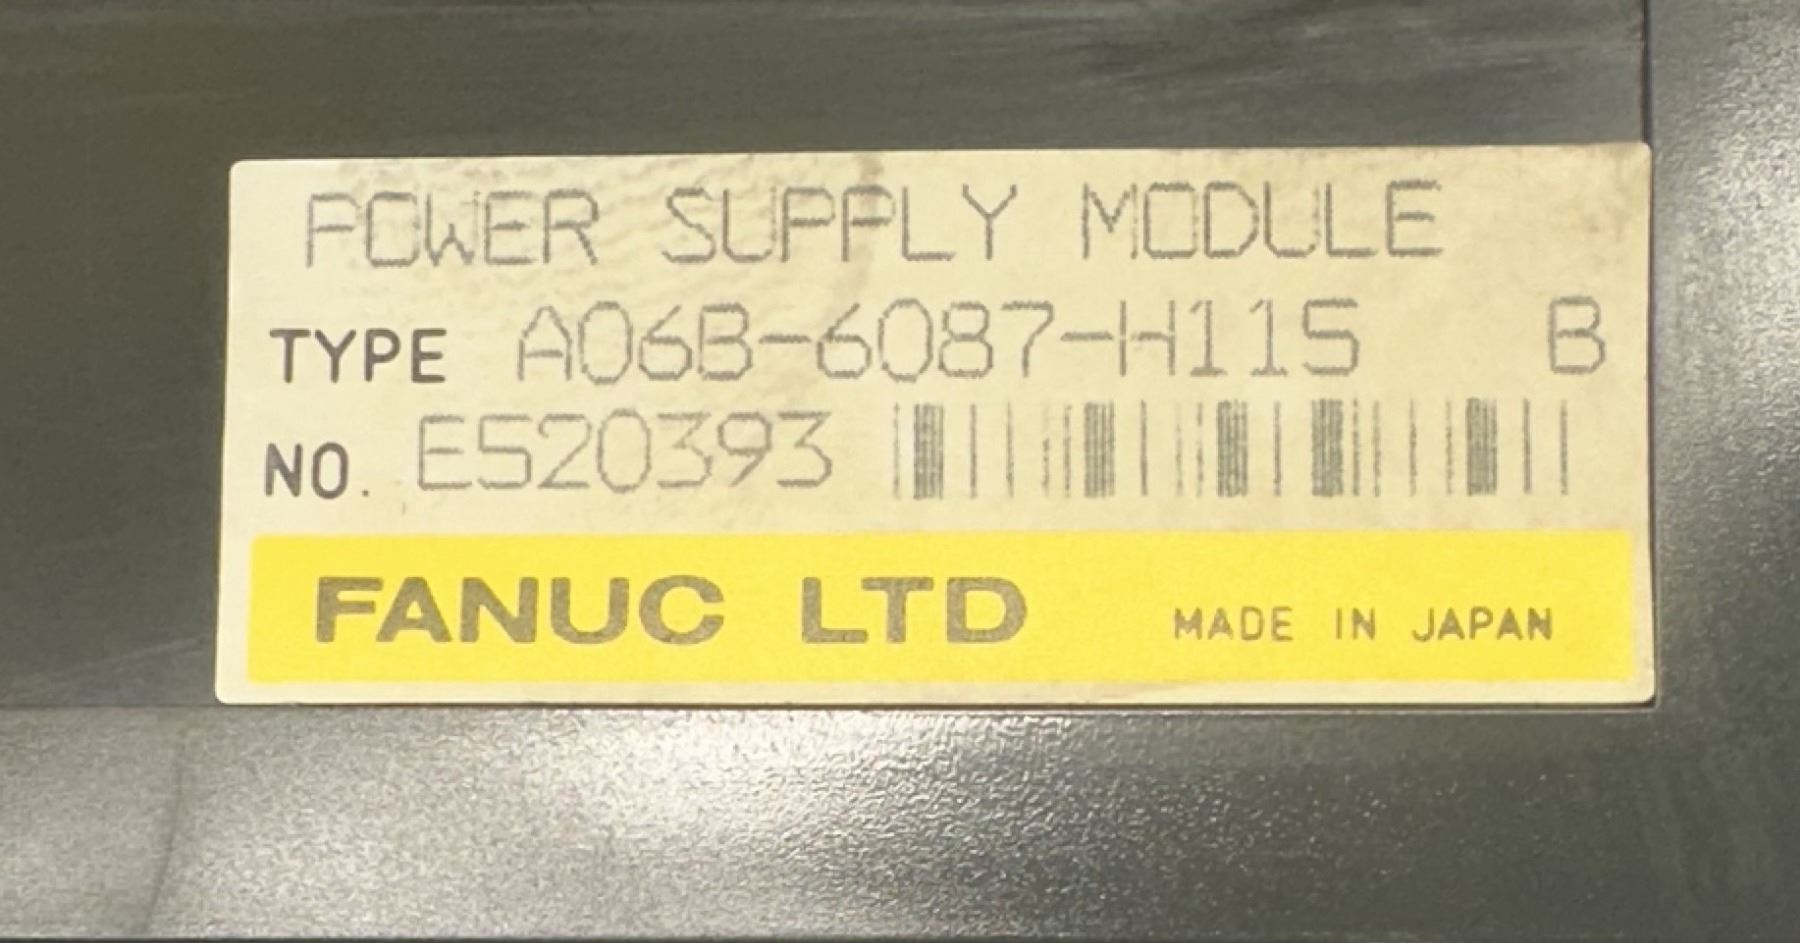 POWER SUPPLY MODULE
TYPE A06B-6087-H115 B
NO. E520393
FANUC LTD MADE IN JAPAN